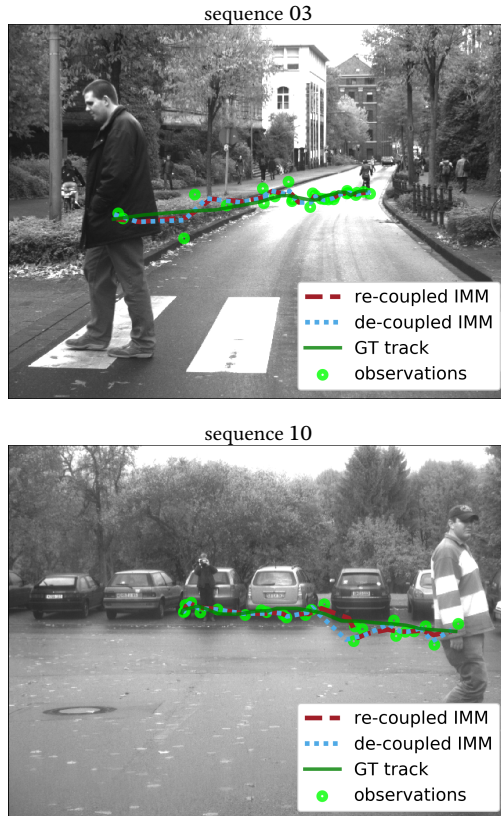 sequence 03
re-coupled IMM
de-coupled IMM
GT track
observations
sequence 10
re-coupled IMM
de-coupled IMM
GT track
observations